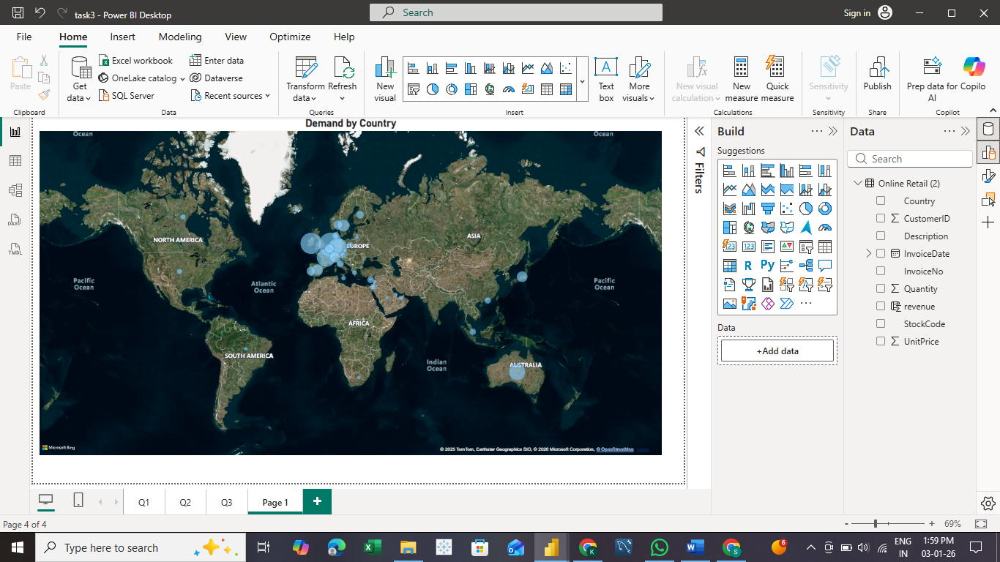 task3 - Power BI Desktop
Search
Sign in
File
Home
Insert
Modeling
View
Optimize
Help
Paste
Clipboard
Get data
Excel workbook
OneLake catalog
SQL Server
Enter data
Dataverse
Recent sources
Data
Transform data
Refresh
Queries
New visual
Text box
More visuals
Insert
New visual calculation
New measure
Quick measure
Calculations
Sensitivity
Sensitivity
Publish
Share
Prep data for AI
Copilo
Copilot
Demand by Country
Ocean
Ocean
NORTH AMERICA
EUROPE
ASIA
Pacific
Ocean
Atlantic
Ocean
Pacific
Ocean
AFRICA
SOUTH AMERICA
Indian
Ocean
AUSTRALIA
Microsoft Bing
© 2025 TomTom, Earthstar Geographics SIO, © 2026 Microsoft Corporation, © OpenStreetMap Terms
Filters
Build
Suggestions
123
123
R
Py
Data
+Add data
Data
Search
Online Retail (2)
Country
CustomerID
Description
InvoiceDate
InvoiceNo
Quantity
revenue
StockCode
UnitPrice
DAX
TMDL
Q1
Q2
Q3
Page 1
+
Page 4 of 4
- + 69%
Type here to search
6
ENG
IN
1:59 PM
03-01-26